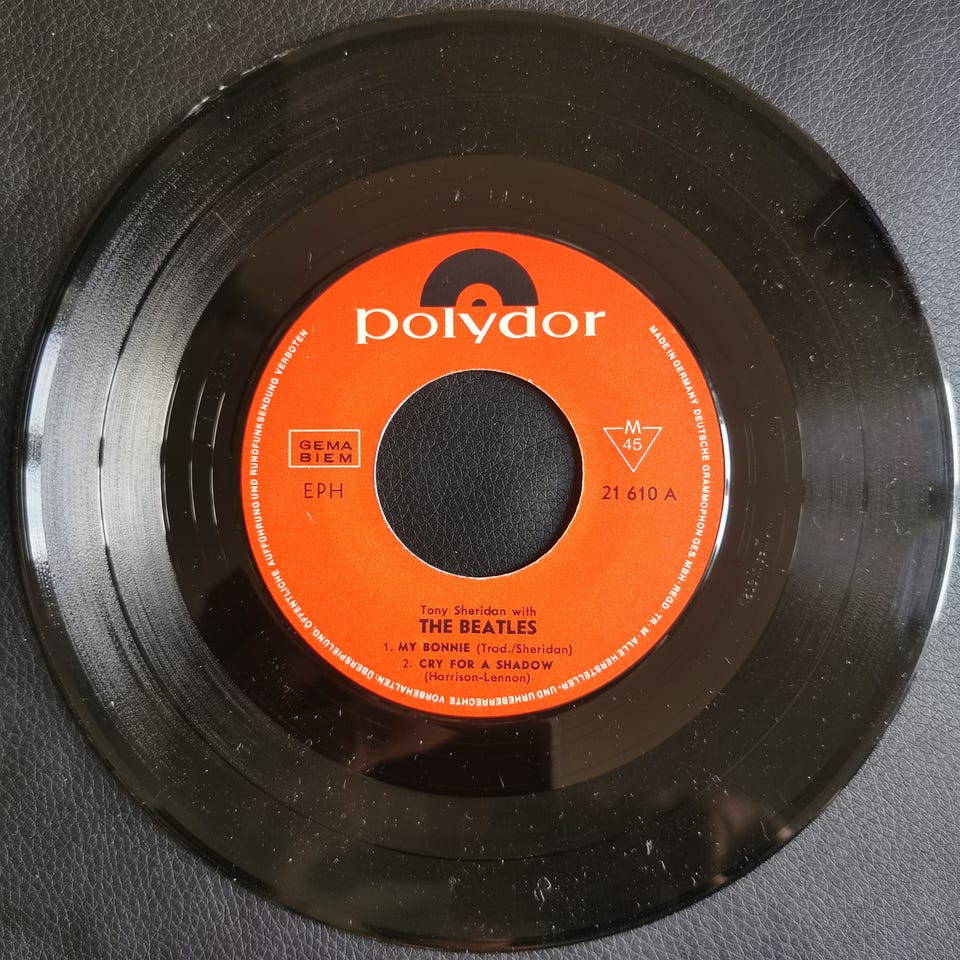 polydor
GEMA
BIEM
EPH
M
45
21 610 A
Tony Sheridan with
THE BEATLES
1. MY BONNIE (Trad./Sheridan)
2. CRY FOR A SHADOW
(Harrison-Lennon)
MADE IN GERMANY DEUTSCHE GRAMMOPHON GES. MBH · REGD · TR. M. ALLE HERSTELLER- UND URHEBERRECHTE VORBEHALTEN· ÜBERSPIELUNG ÖFFENTLICHE AUFFÜHRUNG UND RUNDFUNKSENDUNG VERBOTEN